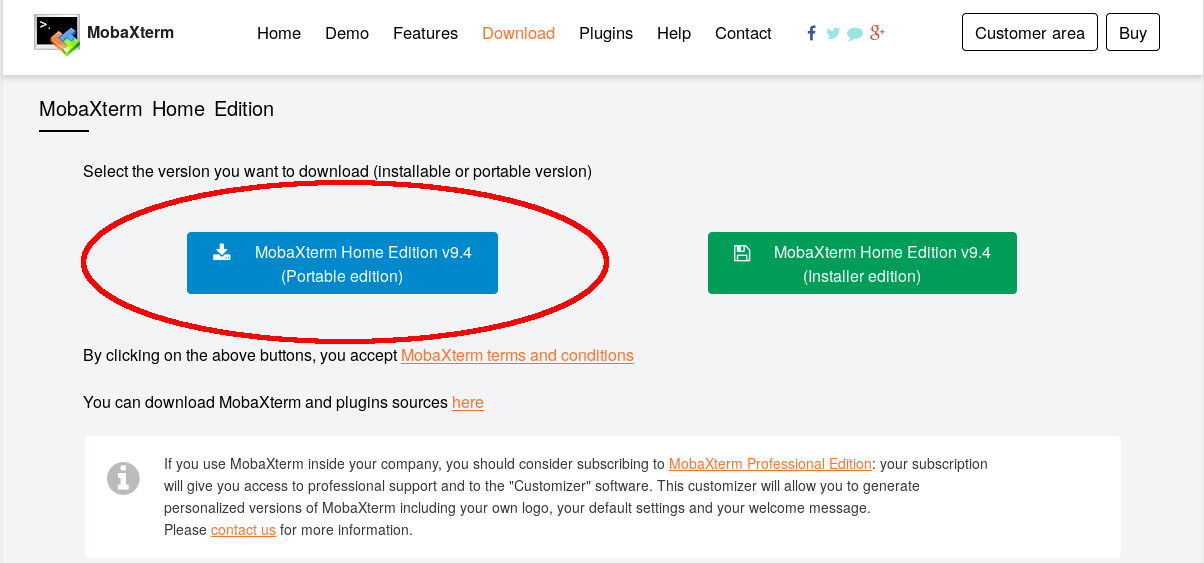 MobaXterm
Home Demo Features Download Plugins Help Contact
Customer area
Buy
MobaXterm Home Edition
Select the version you want to download (installable or portable version)
MobaXterm Home Edition v9.4
(Portable edition)
MobaXterm Home Edition v9.4
(Installer edition)
By clicking on the above buttons, you accept MobaXterm terms and conditions
You can download MobaXterm and plugins sources here
If you use MobaXterm inside your company, you should consider subscribing to MobaXterm Professional Edition: your subscription
will give you access to professional support and to the "Customizer" software. This customizer will allow you to generate
personalized versions of MobaXterm including your own logo, your default settings and your welcome message.
Please contact us for more information.